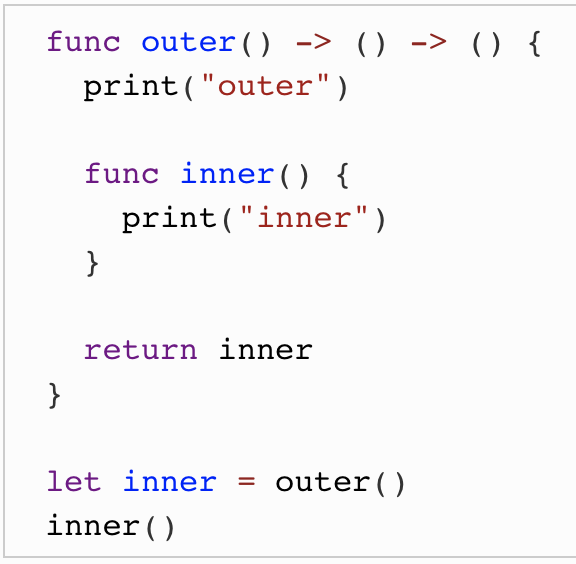 func outer() -> () -> () {
  print("outer")

  func inner() {
    print("inner")
  }

  return inner
}

let inner = outer()
inner()